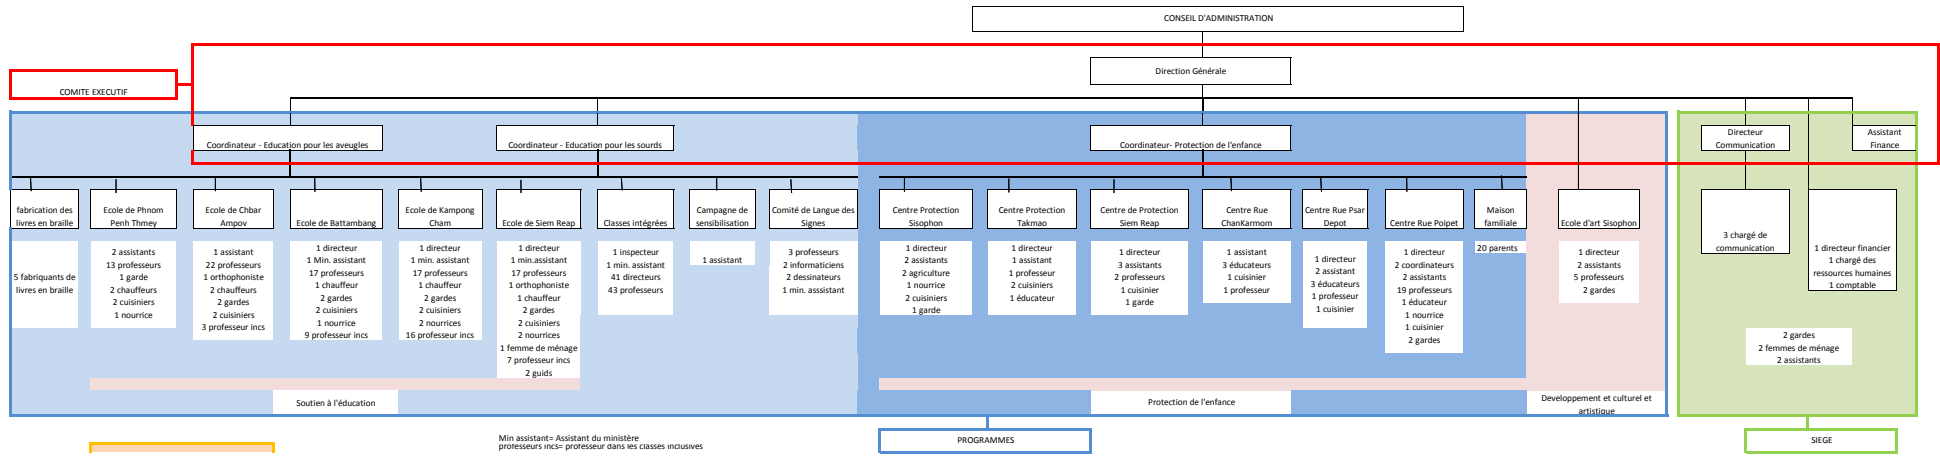 CONSEIL D'ADMINISTRATION
Direction Générale
COMITE EXECUTIF
Coordinateur - Education pour les aveugles
Coordinateur - Education pour les sourds
Coordinateur- Protection de l'enfance
Directeur
Communication
Assistant
Finance
fabrication des
livres en braille
Ecole de Phnom
Penh Thmey
Ecole de Chbar
Ampov
Ecole de Battambang
Ecole de Kampong
Cham
Ecole de Siem Reap
Classes intégrées
Campagne de
sensibilisation
Comité de Langue des
Signes
Centre Protection
Sisophon
Centre Protection
Takmao
Centre de Protection
Siem Reap
Centre Rue
ChanKarmom
Centre Rue Psar
Depot
Centre Rue Poipet
Maison
familiale
Ecole d'art Sisophon
5 fabriquants de
livres en braille
2 assistants
13 professeurs
1 garde
2 chauffeurs
2 cuisiniers
1 nourrice
1 assistant
22 professeurs
1 orthophoniste
2 chauffeurs
2 gardes
2 cuisiniers
3 professeur incs
1 directeur
1 Min. assistant
17 professeurs
1 chauffeur
2 gardes
2 cuisiniers
1 nourrice
9 professeur incs
1 directeur
1 min. assistant
17 professeurs
1 chauffeur
2 gardes
2 cuisiniers
2 nourrices
16 professeur incs
1 directeur
1 min.assistant
17 professeurs
1 orthophoniste
1 chauffeur
2 gardes
2 cuisiniers
2 nourrices
1 femme de ménage
7 professeur incs
2 guids
1 inspecteur
1 min. assistant
41 directeurs
43 professeurs
1 assistant
3 professeurs
2 informaticiens
2 dessinateurs
1 min. asssistant
1 directeur
2 assistants
2 agriculture
1 nourrice
2 cuisiniers
1 garde
1 directeur
1 assistant
1 professeur
2 cuisiniers
1 éducateur
1 directeur
3 assistants
2 professeurs
1 cuisinier
1 garde
1 assistant
3 éducateurs
1 cuisinier
1 professeur
1 directeur
2 assistant
3 éducateurs
1 professeur
1 cuisinier
1 directeur
2 coordinateurs
2 assistants
19 professeurs
1 éducateur
1 nourrice
1 cuisinier
2 gardes
20 parents
1 directeur
2 assistants
5 professeurs
2 gardes
3 chargé de
communication
1 directeur financier
1 chargé des
ressources humaines
1 comptable
2 gardes
2 femmes de ménage
2 assistants
Soutien à l'éducation
Protection de l'enfance
Developpement et culturel et
artistique
Min assistant= Assistant du ministère
professeurs incs= professeur dans les classes inclusives
PROGRAMMES
SIEGE